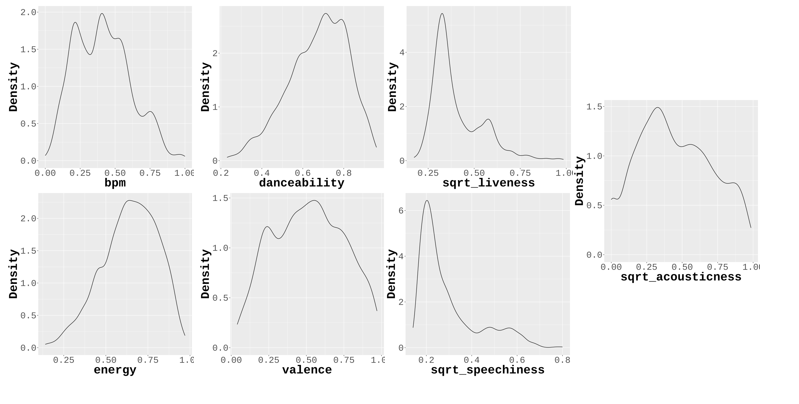 2.0
1.5
1.0
0.5
0.0
Density
0.00 0.25 0.50 0.75 1.00
bpm
2
1
0
Density
0.2 0.4 0.6 0.8
danceability
4
2
0
Density
0.25 0.50 0.75 1.00
sqrt_liveness
2.0
1.5
1.0
0.5
0.0
Density
0.25 0.50 0.75 1.0
energy
1.5
1.0
0.5
0.0
Density
0.00 0.25 0.50 0.75 1.0
valence
6
4
2
0
Density
0.2 0.4 0.6 0.8
sqrt_speechiness
1.5
1.0
0.5
0.0
Density
0.00 0.25 0.50 0.75 1.00
sqrt_acousticness